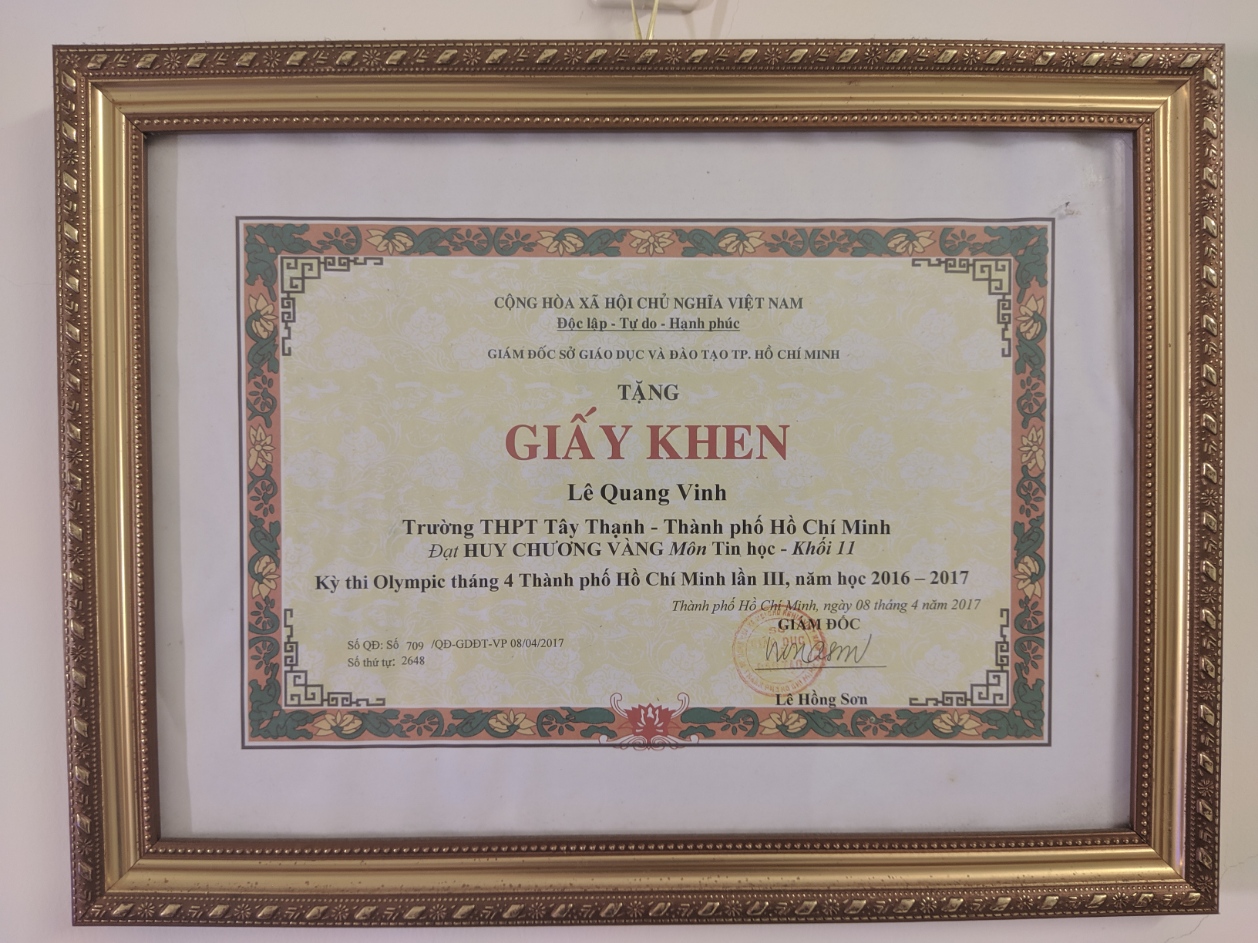 CỘNG HÒA XÃ HỘI CHỦ NGHĨA VIỆT NAM
Độc lập - Tự do - Hạnh phúc
GIÁM ĐỐC SỞ GIÁO DỤC VÀ ĐÀO TẠO TP. HỒ CHÍ MINH
TẶNG
GIẤY KHEN
Lê Quang Vinh
Trường THPT Tây Thạnh - Thành phố Hồ Chí Minh
Đạt HUY CHƯƠNG VÀNG Môn Tin học - Khối 11
Kỳ thi Olympic tháng 4 Thành phố Hồ Chí Minh lần III, năm học 2016 – 2017
Thành phố Hồ Chí Minh, ngày 08 tháng 4 năm 2017
GIÁM ĐỐC
Số QĐ: Số 709 /QĐ-GDĐT-VP 08/04/2017
Số thứ tự: 2648
Lê Hồng Sơn